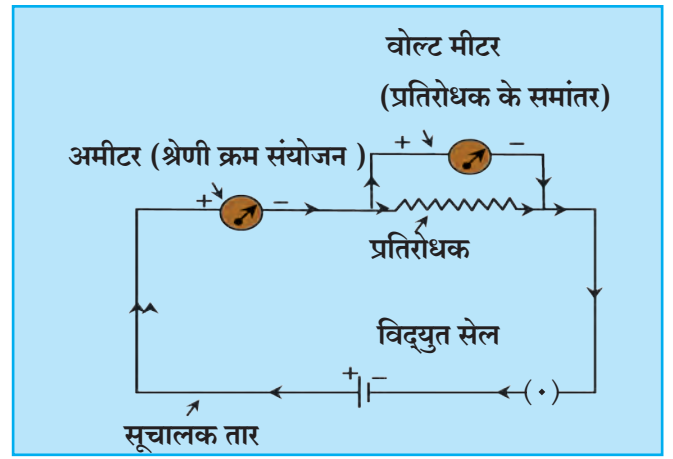 वोल्ट मीटर
(प्रतिरोधक के समांतर)
अमीटर (श्रेणी क्रम संयोजन )
+ −
+ −
प्रतिरोधक
विद्‌युत सेल
+ −
(·)
सूचालक तार